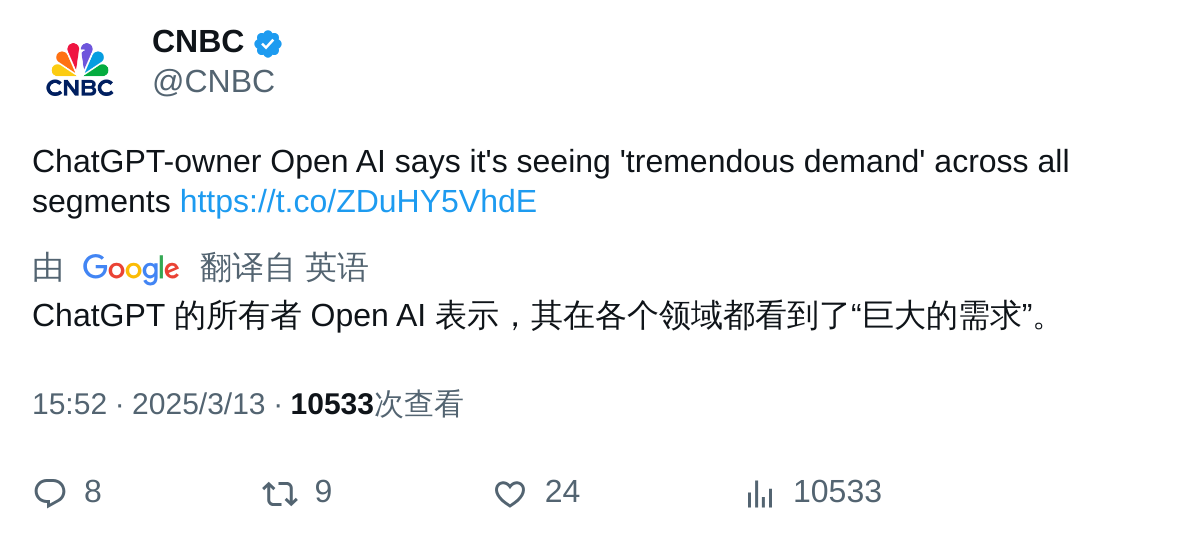 CNBC
CNBC
@CNBC
ChatGPT-owner Open AI says it's seeing 'tremendous demand' across all
segments https://t.co/ZDuHY5VhdE
由 Google 翻译自 英语
ChatGPT 的所有者 Open AI 表示，其在各个领域都看到了“巨大的需求”。
15:52 · 2025/3/13 · 10533次查看
8 9 24 10533